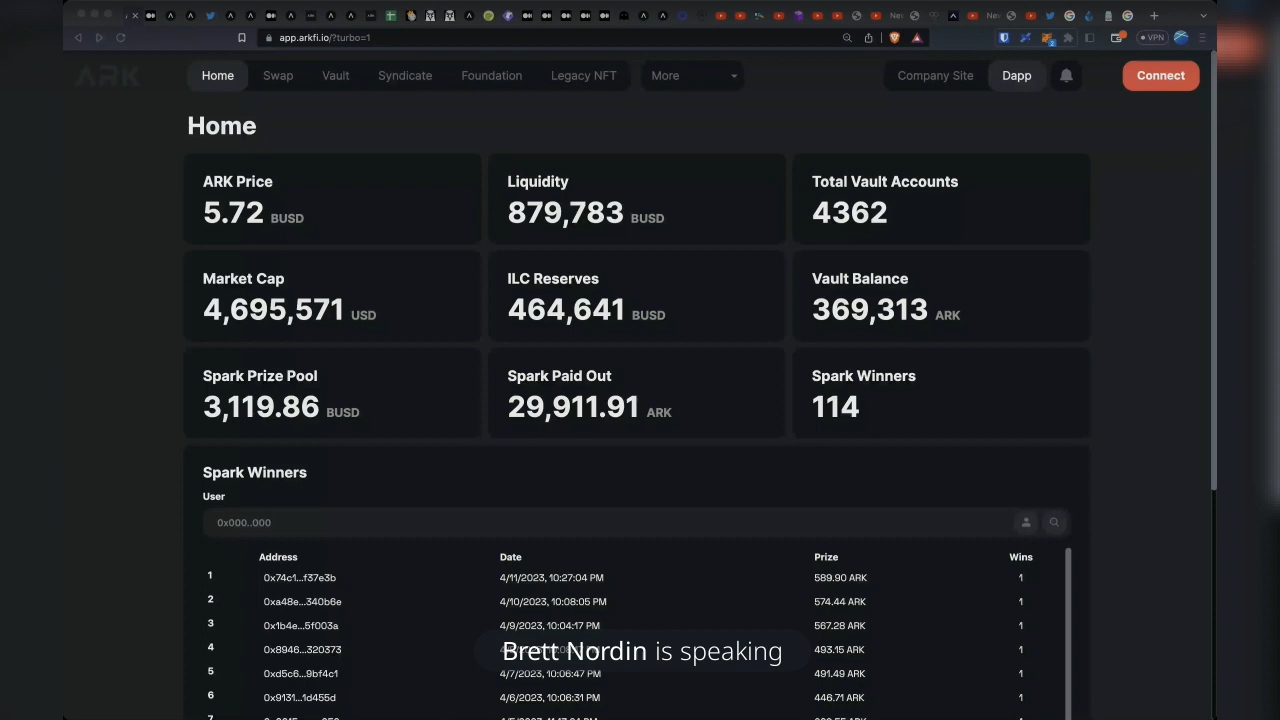 app.arkfi.io/?turbo=1
VPN
ARK
Home
Swap
Vault
Syndicate
Foundation
Legacy NFT
More
Company Site
Dapp
Connect
Home
ARK Price
5.72 BUSD
Liquidity
879,783 BUSD
Total Vault Accounts
4362
Market Cap
4,695,571 USD
ILC Reserves
464,641 BUSD
Vault Balance
369,313 ARK
Spark Prize Pool
3,119.86 BUSD
Spark Paid Out
29,911.91 ARK
Spark Winners
114
Spark Winners
User
0x000..000
Address Date Prize Wins
1 0x74c1...f37e3b 4/11/2023, 10:27:04 PM 589.90 ARK 1
2 0xa48e...340b6e 4/10/2023, 10:08:05 PM 574.44 ARK 1
3 0x1b4e...5f003a 4/9/2023, 10:04:17 PM 567.28 ARK 1
4 0x8946...320373 493.15 ARK 1
Brett Nordin is speaking
5 0xd5c6...9bf4c1 4/7/2023, 10:06:47 PM 491.49 ARK 1
6 0x9131...1d455d 4/6/2023, 10:06:31 PM 446.71 ARK 1